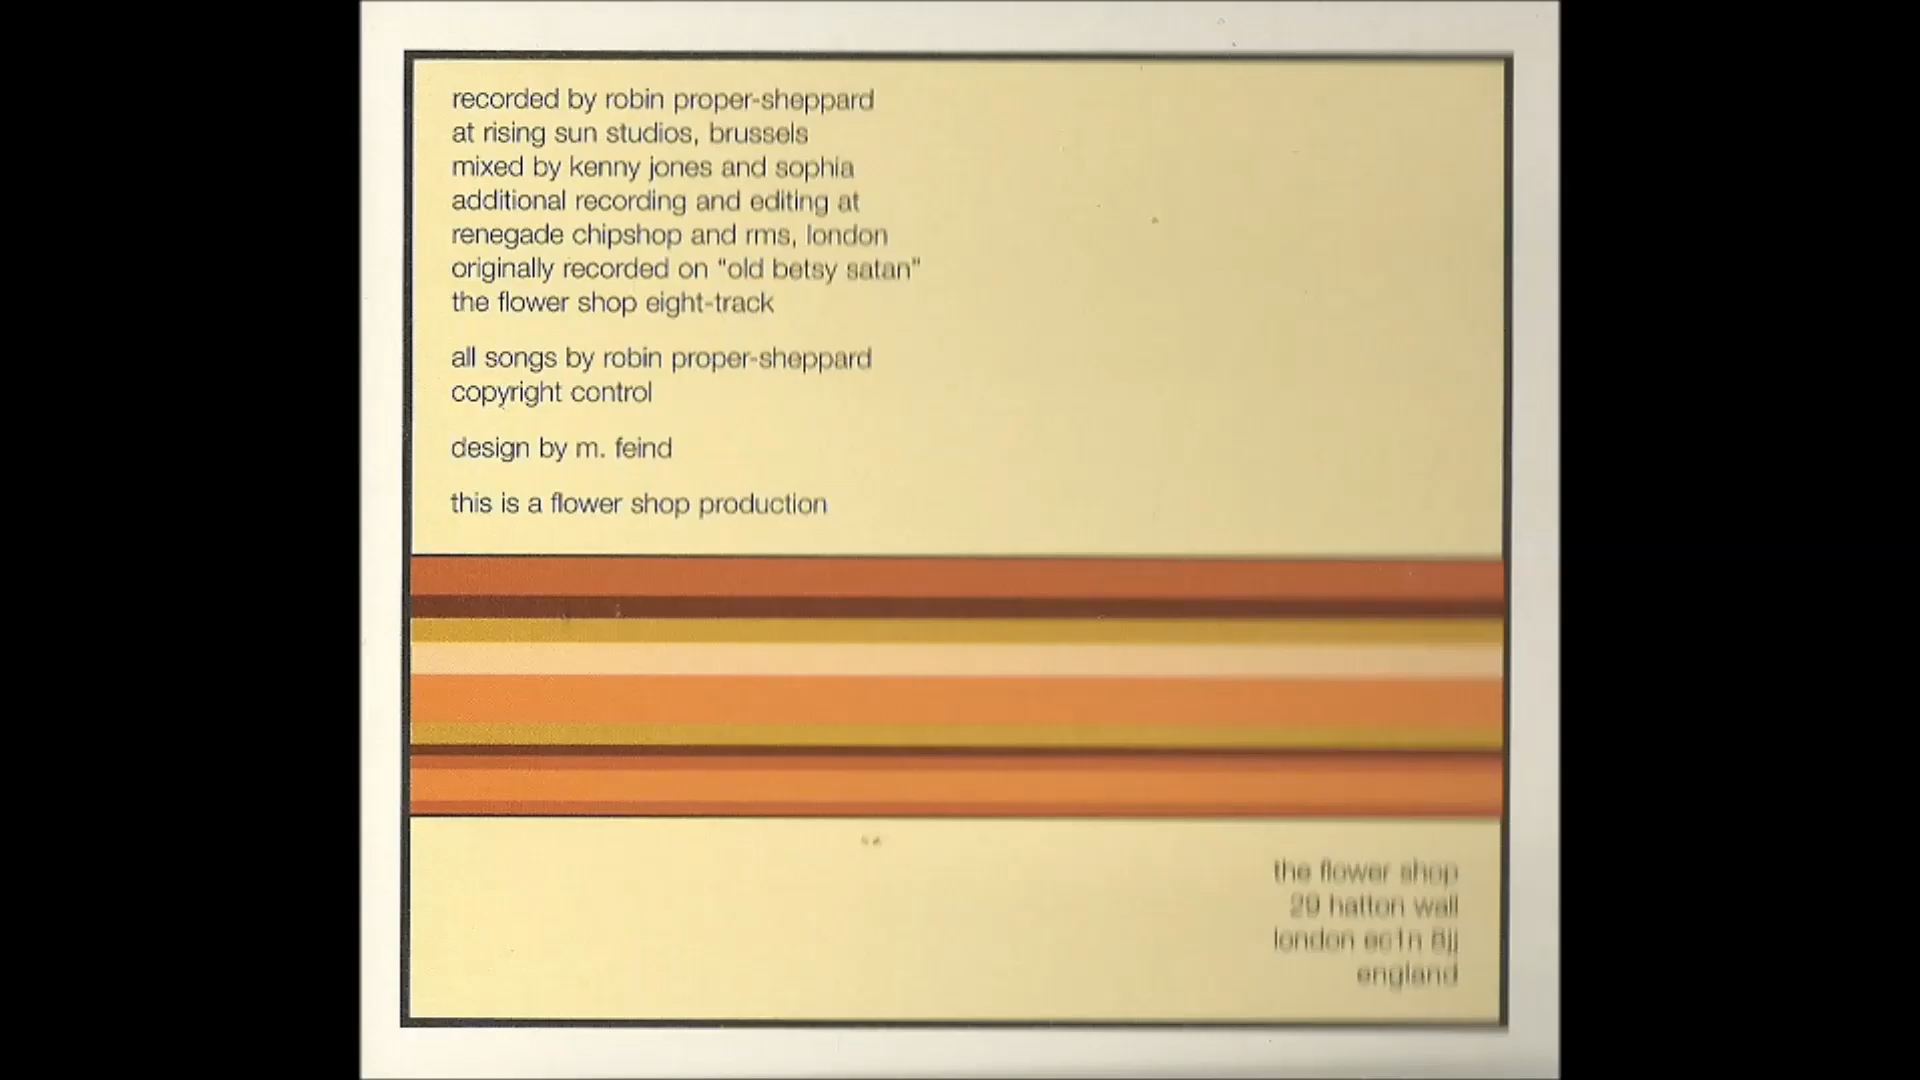 recorded by robin proper-sheppard
at rising sun studios, brussels
mixed by kenny jones and sophia
additional recording and editing at
renegade chipshop and rms, london
originally recorded on "old betsy satan"
the flower shop eight-track
all songs by robin proper-sheppard
copyright control
design by m. feind
this is a flower shop production
the flower shop
29 hatton wall
london ec1n 8jj
england